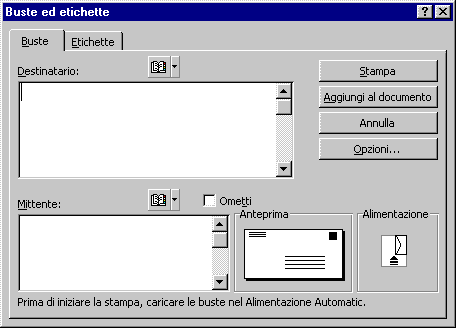 Buste ed etichette
Buste
Etichette
Destinatario:
Stampa
Aggiungi al documento
Annulla
Opzioni...
Mittente:
Ometti
Anteprima
Alimentazione
Prima di iniziare la stampa, caricare le buste nel Alimentazione Automatic.